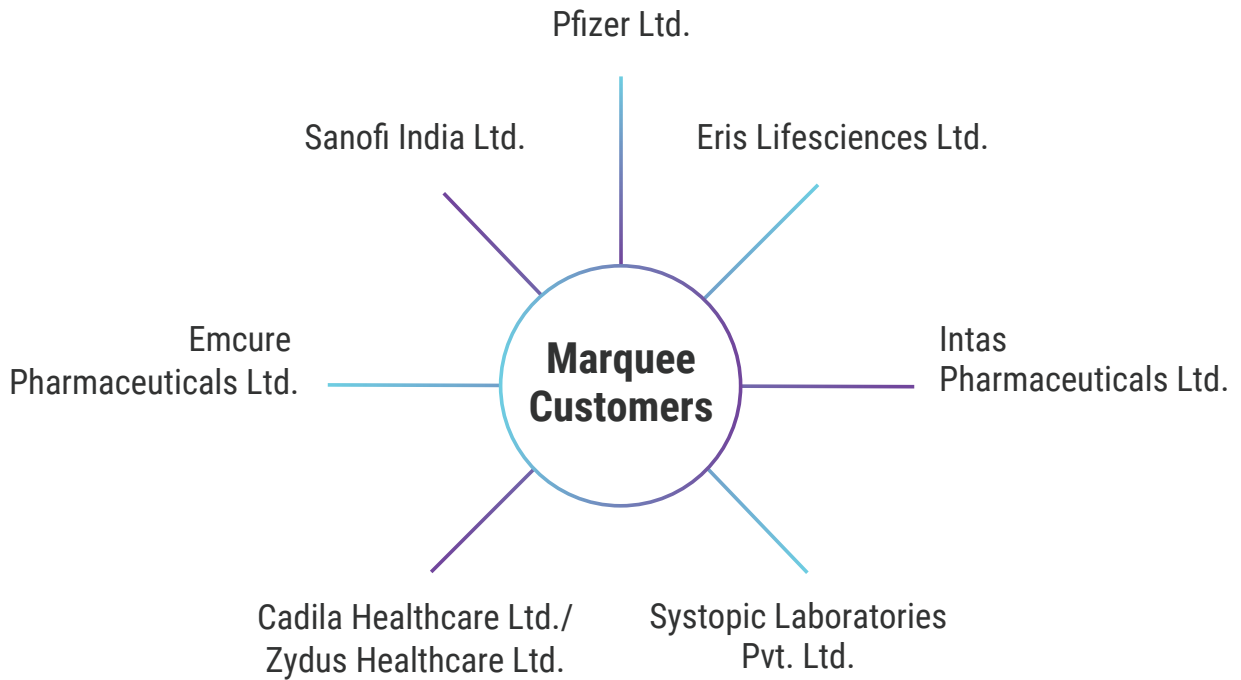 Pfizer Ltd.
Sanofi India Ltd.
Eris Lifesciences Ltd.
Emcure
Pharmaceuticals Ltd.
Marquee
Customers
Intas
Pharmaceuticals Ltd.
Cadila Healthcare Ltd./
Zydus Healthcare Ltd.
Systopic Laboratories
Pvt. Ltd.